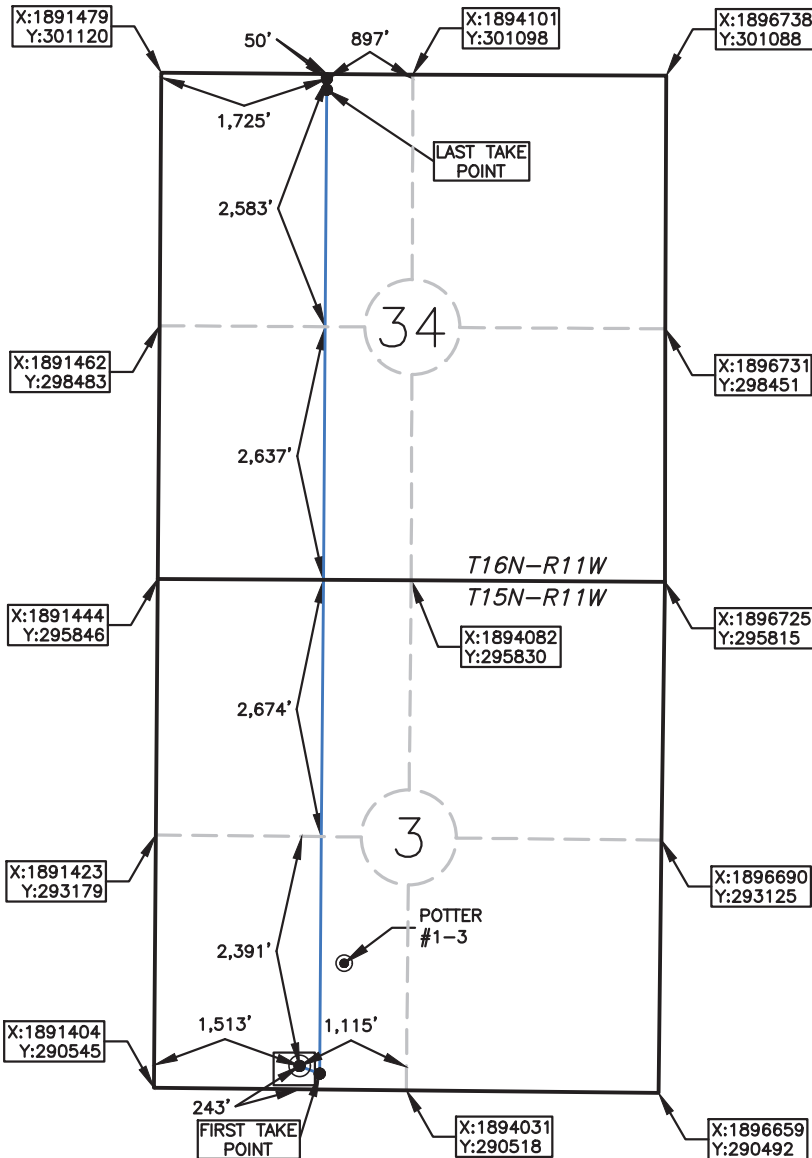 X:1891479
Y:301120
50'
897'
X:1894101
Y:301098
X:1896738
Y:301088
1,725'
LAST TAKE
POINT
2,583'
34
X:1891462
Y:298483
X:1896731
Y:298451
2,637'
T16N-R11W
T15N-R11W
X:1891444
Y:295846
X:1894082
Y:295830
X:1896725
Y:295815
2,674'
3
X:1891423
Y:293179
X:1896690
Y:293125
POTTER
#1-3
2,391'
X:1891404
Y:290545
1,513'
1,115'
243'
FIRST TAKE
POINT
X:1894031
Y:290518
X:1896659
Y:290492